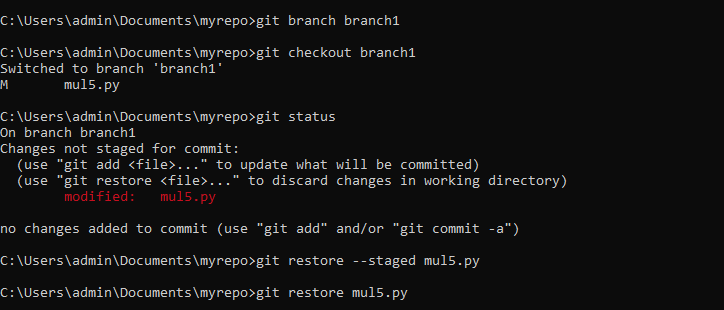 C:\Users\admin\Documents\myrepo>git branch branch1
C:\Users\admin\Documents\myrepo>git checkout branch1
Switched to branch 'branch1'
M       mul5.py
C:\Users\admin\Documents\myrepo>git status
On branch branch1
Changes not staged for commit:
  (use "git add <file>..." to update what will be committed)
  (use "git restore <file>..." to discard changes in working directory)
        modified:   mul5.py
no changes added to commit (use "git add" and/or "git commit -a")
C:\Users\admin\Documents\myrepo>git restore --staged mul5.py
C:\Users\admin\Documents\myrepo>git restore mul5.py